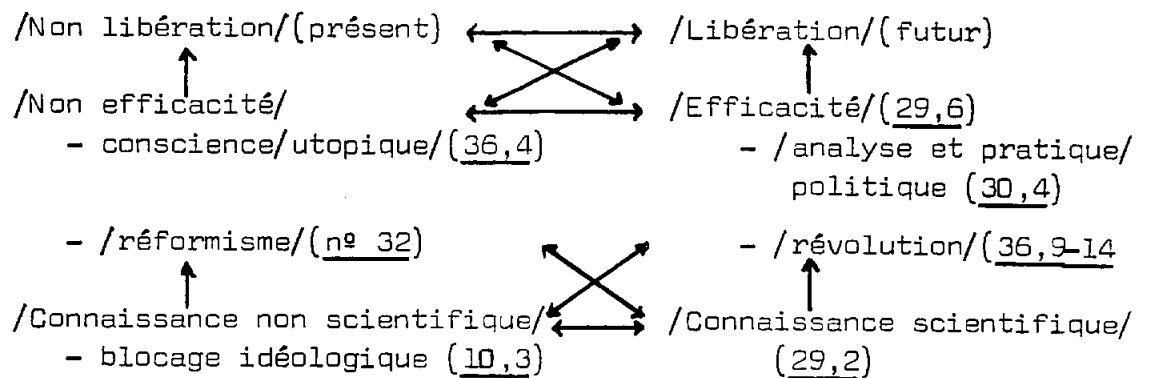 /Non libération/(présent) /Libération/(futur)
/Non efficacité/ /Efficacité/(29,6)
- conscience/utopique/(36,4) - /analyse et pratique/
politique (30,4)
- /réformisme/(nº 32) - /révolution/(36,9-14
/Connaissance non scientifique/ /Connaissance scientifique/
- blocage idéologique (10,3) (29,2)